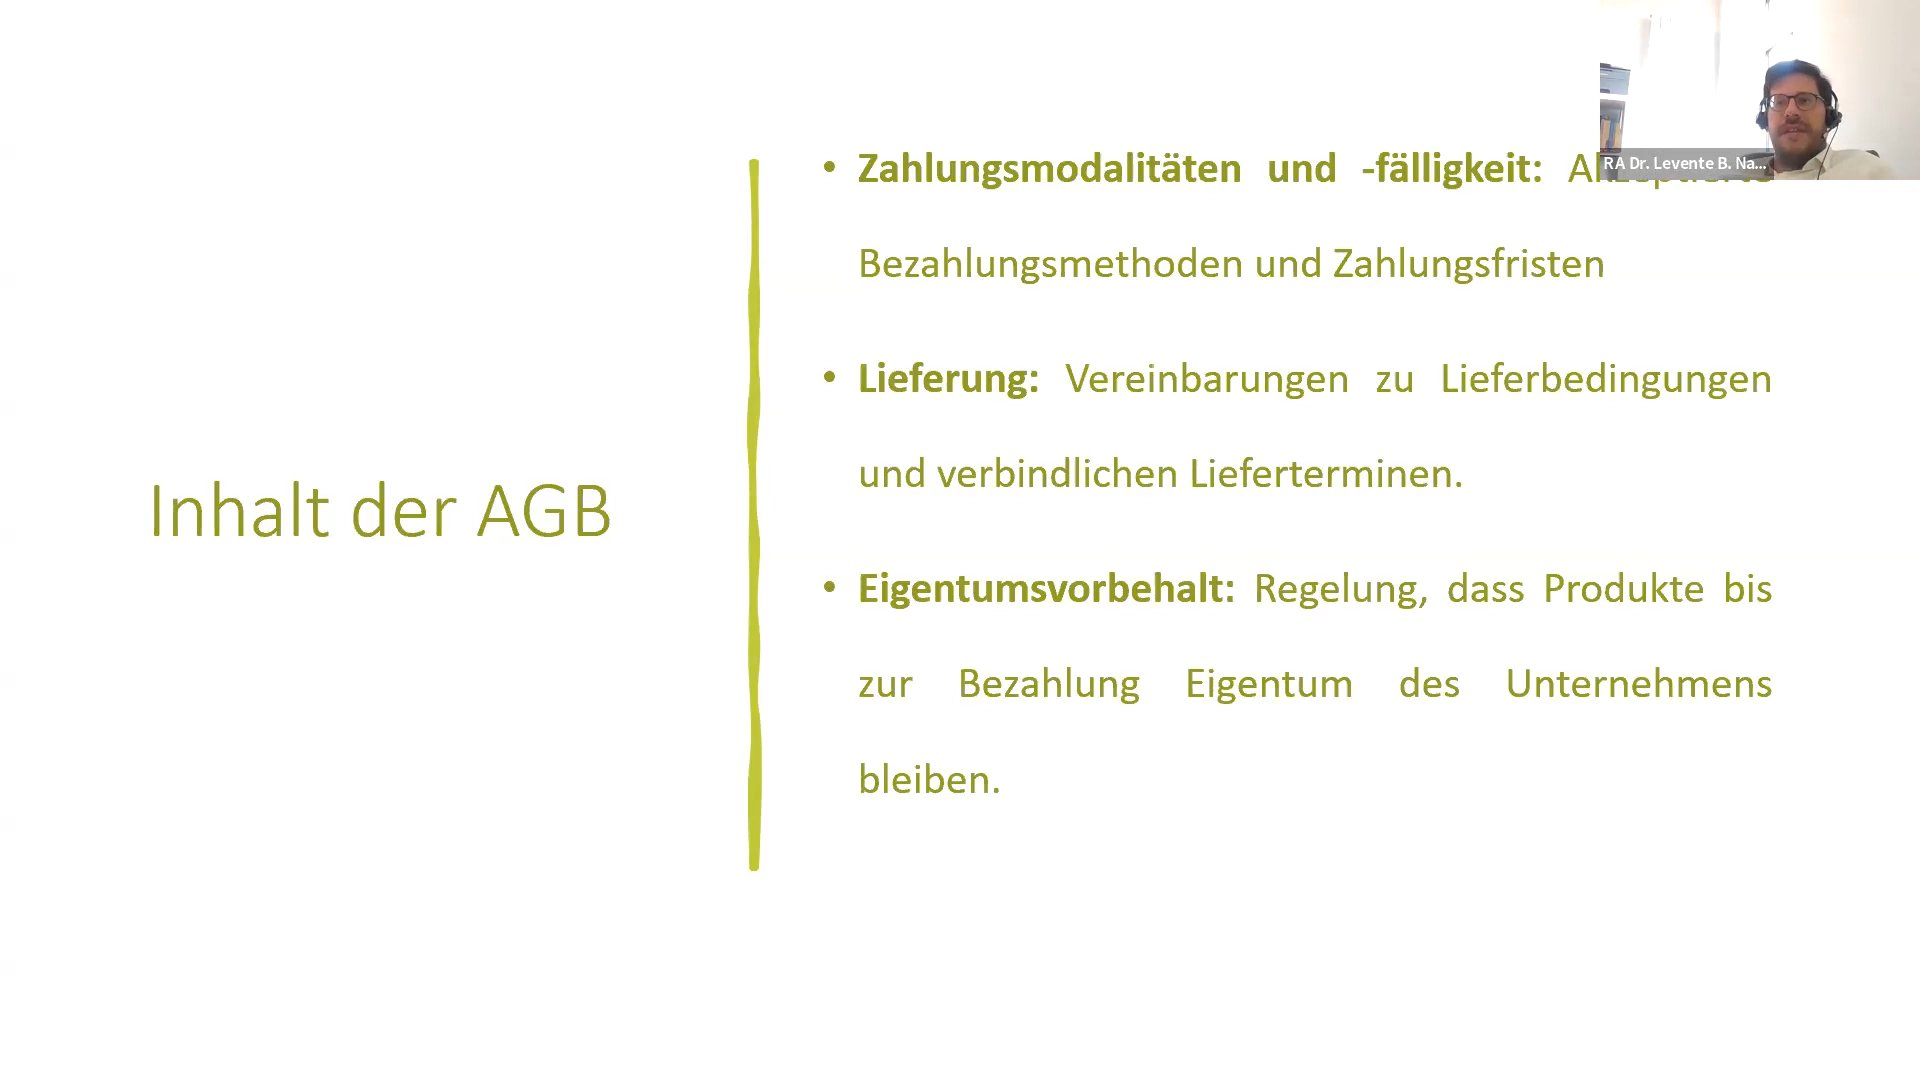 Inhalt der AGB
• Zahlungsmodalitäten und -fälligkeit: Akzeptierte
Bezahlungsmethoden und Zahlungsfristen
• Lieferung: Vereinbarungen zu Lieferbedingungen
und verbindlichen Lieferterminen.
• Eigentumsvorbehalt: Regelung, dass Produkte bis
zur Bezahlung Eigentum des Unternehmens
bleiben.
RA Dr. Levente B. Na...